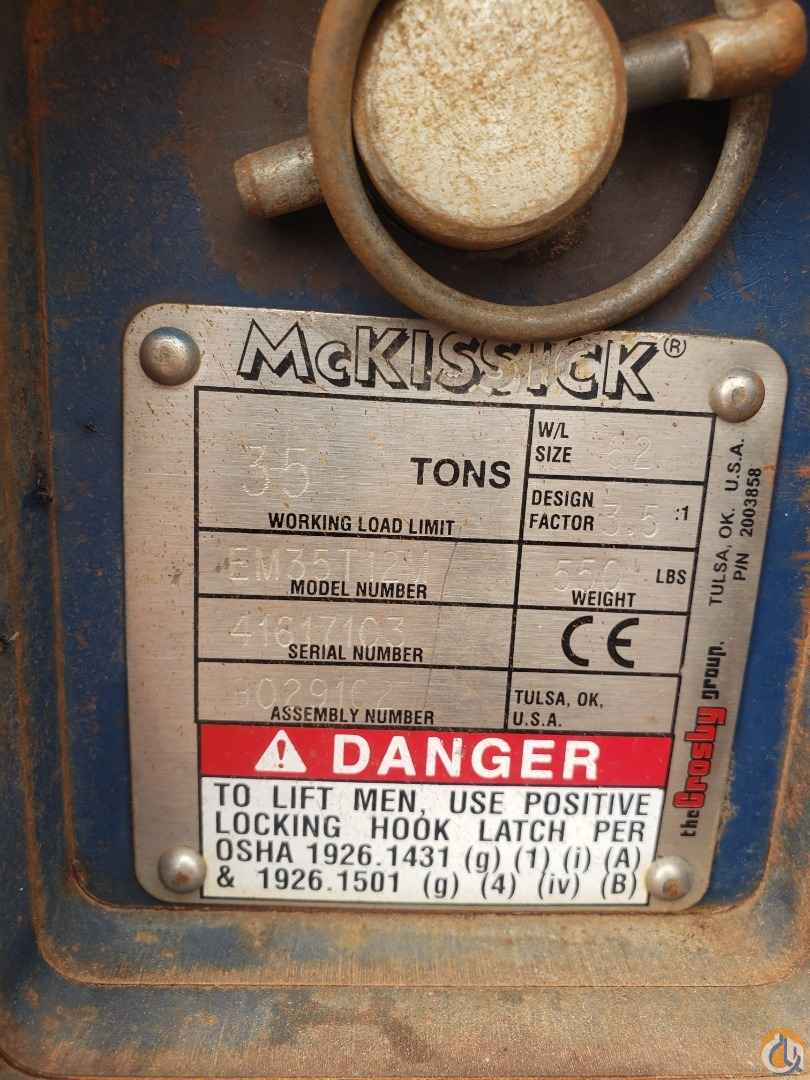 McKISSICK®
35 TONS
WORKING LOAD LIMIT
W/L
SIZE
DESIGN
FACTOR 3.5 :1
MODEL NUMBER
WEIGHT 550 LBS
41817103
SERIAL NUMBER
CE
ASSEMBLY NUMBER
TULSA, OK,
U.S.A.
DANGER
TO LIFT MEN, USE POSITIVE
LOCKING HOOK LATCH PER
OSHA 1926.1431 (g) (1) (i) (A)
& 1926.1501 (g) (4) (iv) (B)
the Crosby group, TULSA, OK. U.S.A.
P/N 2003858